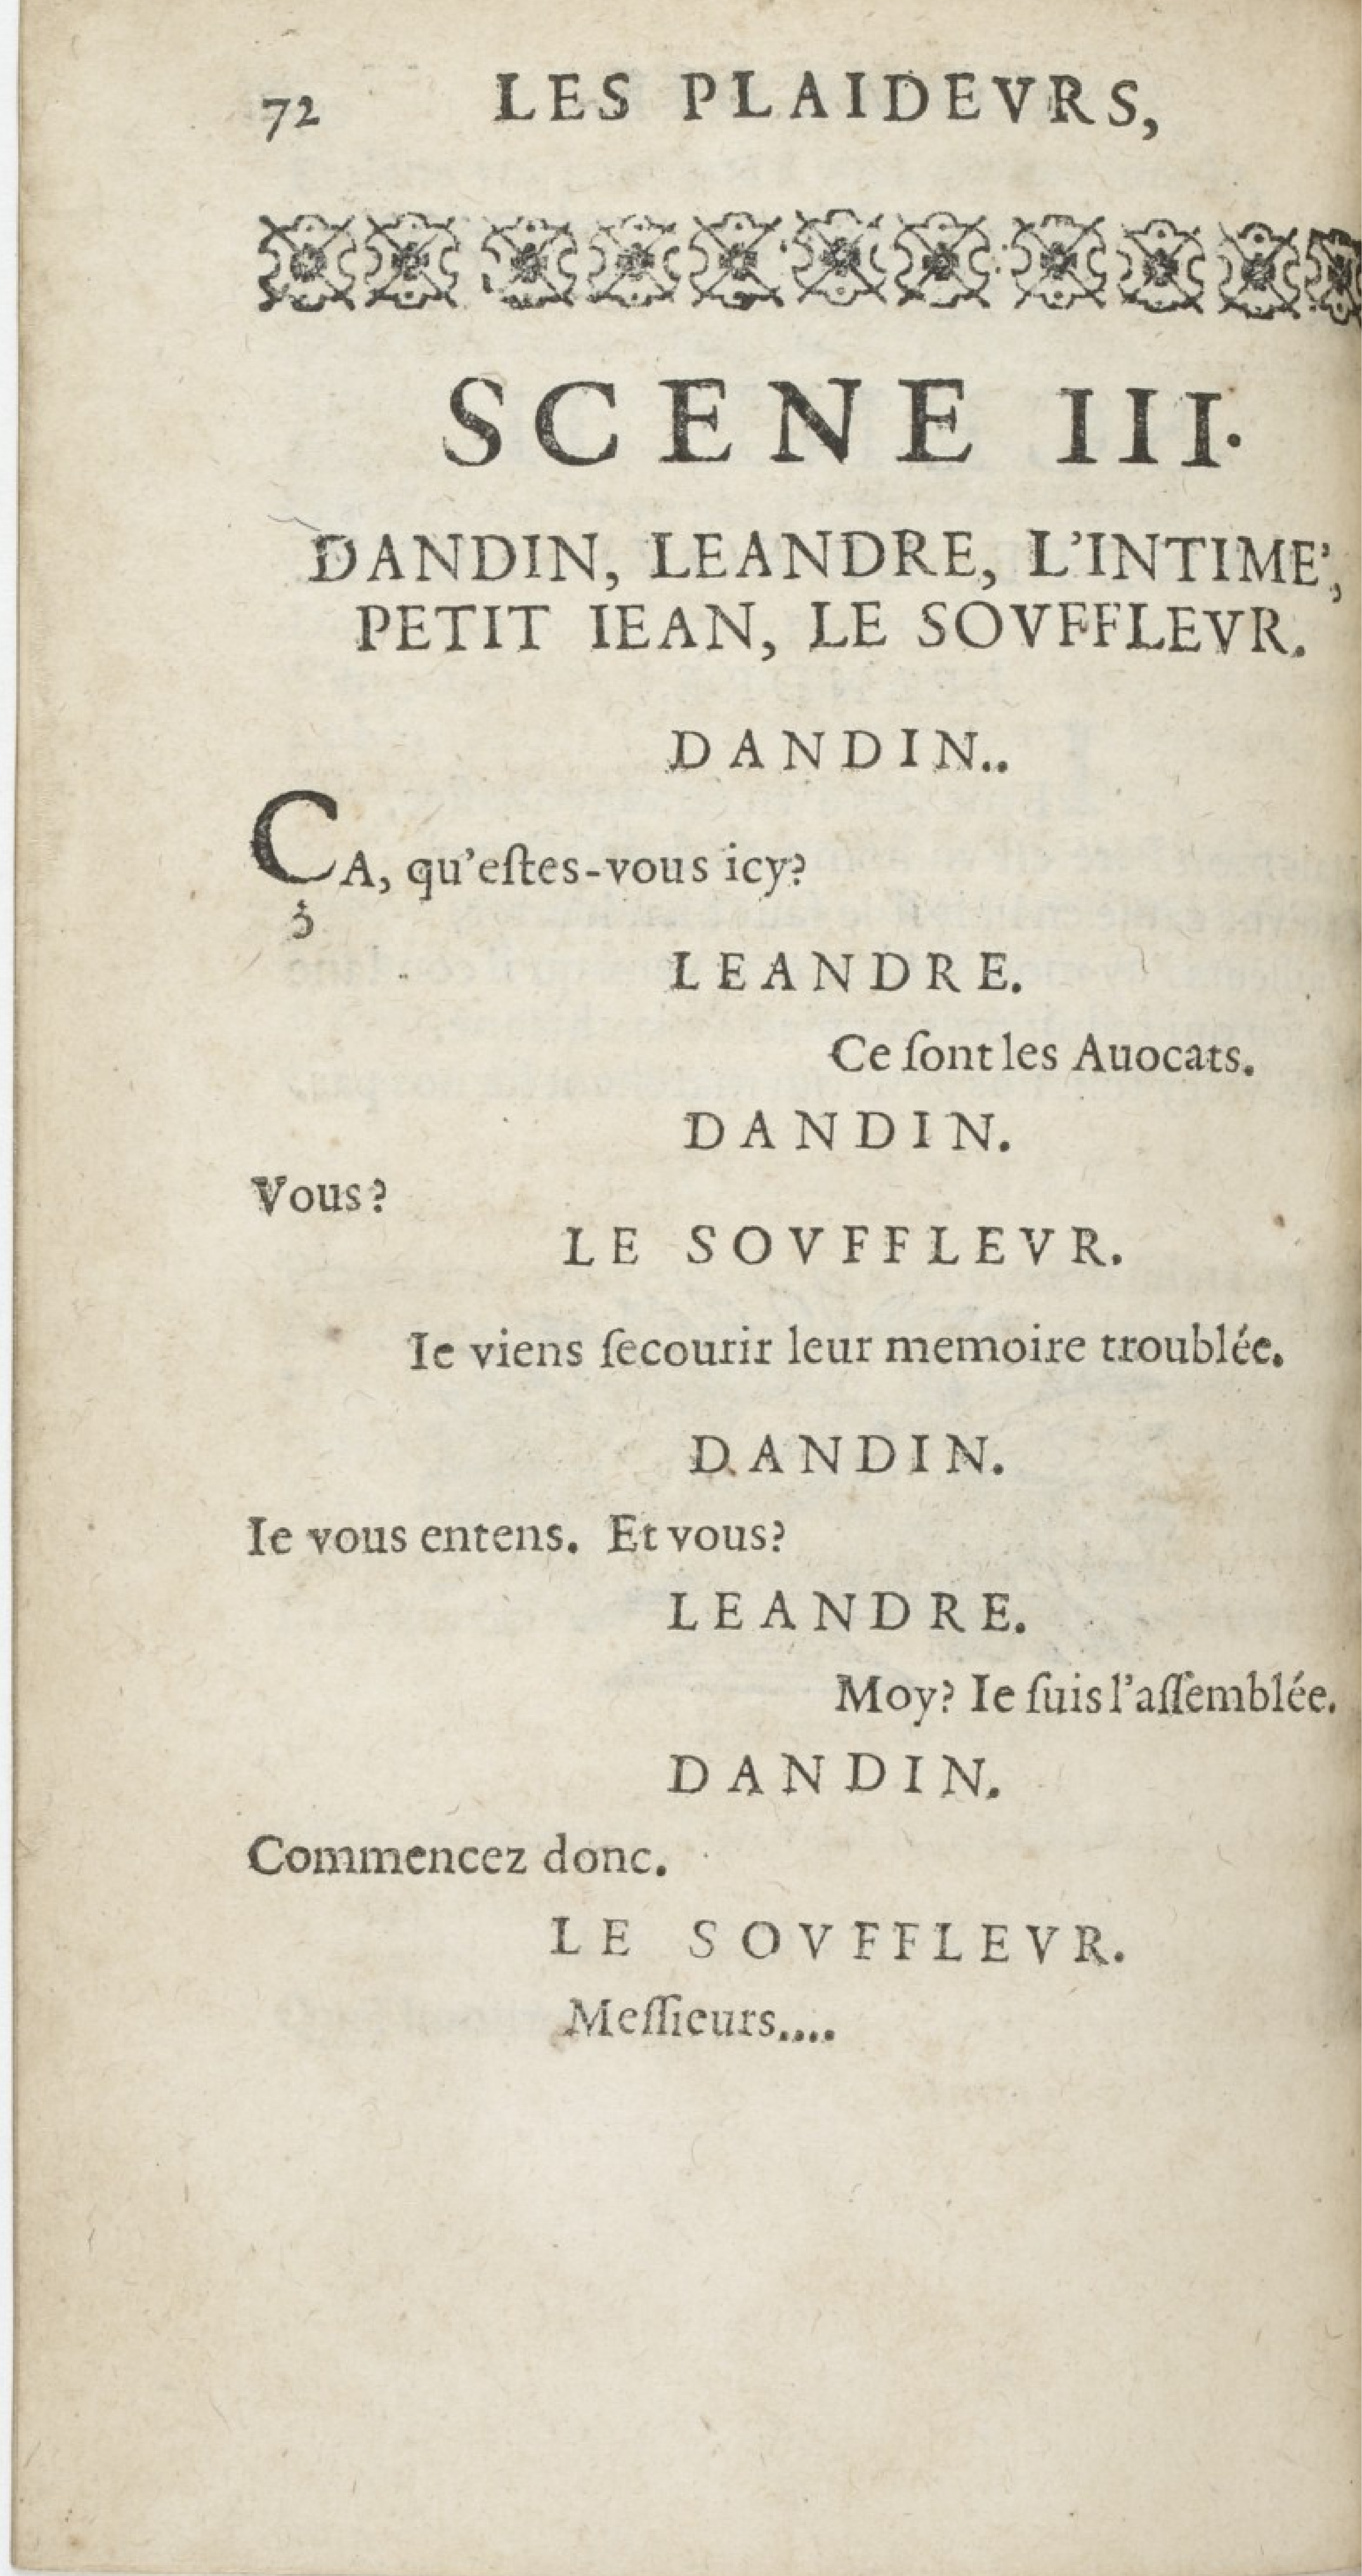 72 LES PLAIDEVRS,
SCENE III.
DANDIN, LEANDRE, L'INTIME',
PETIT IEAN, LE SOVFFLEVR.
DANDIN..
CA, qu'eſtes-vous icy?
LEANDRE.
Ce ſont les Auocats.
DANDIN.
Vous?
LE SOVFFLEVR.
Ie viens ſecourir leur memoire troublée.
DANDIN.
Ie vous entens. Et vous?
LEANDRE.
Moy? Ie ſuis l'aſſemblée.
DANDIN.
Commencez donc.
LE SOVFFLEVR.
Meſſieurs....